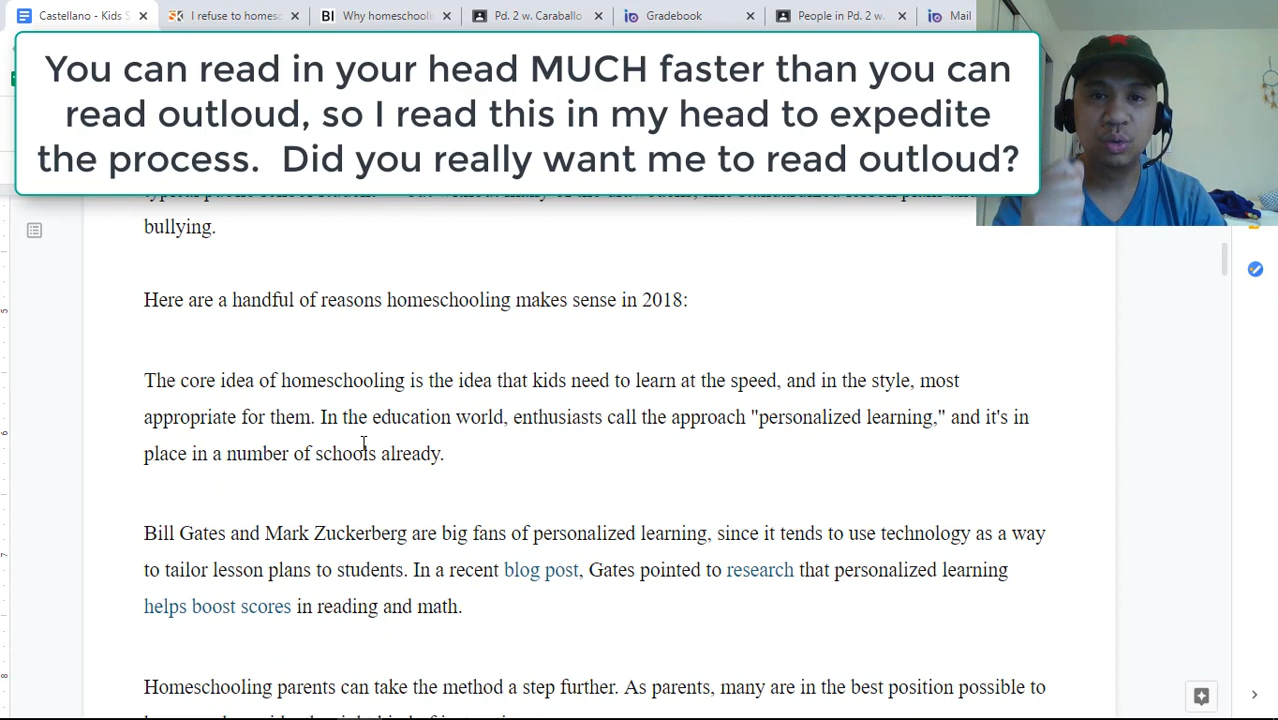 Castellano - Kids S
I refuse to homesc
Why homeschoolin
Pd. 2 w. Caraballo
Gradebook
People in Pd. 2 w.
Mail
You can read in your head MUCH faster than you can
read outloud, so I read this in my head to expedite
the process. Did you really want me to read outloud?
bullying.
Here are a handful of reasons homeschooling makes sense in 2018:
The core idea of homeschooling is the idea that kids need to learn at the speed, and in the style, most
appropriate for them. In the education world, enthusiasts call the approach "personalized learning," and it's in
place in a number of schools already.
Bill Gates and Mark Zuckerberg are big fans of personalized learning, since it tends to use technology as a way
to tailor lesson plans to students. In a recent blog post, Gates pointed to research that personalized learning
helps boost scores in reading and math.
Homeschooling parents can take the method a step further. As parents, many are in the best position possible to